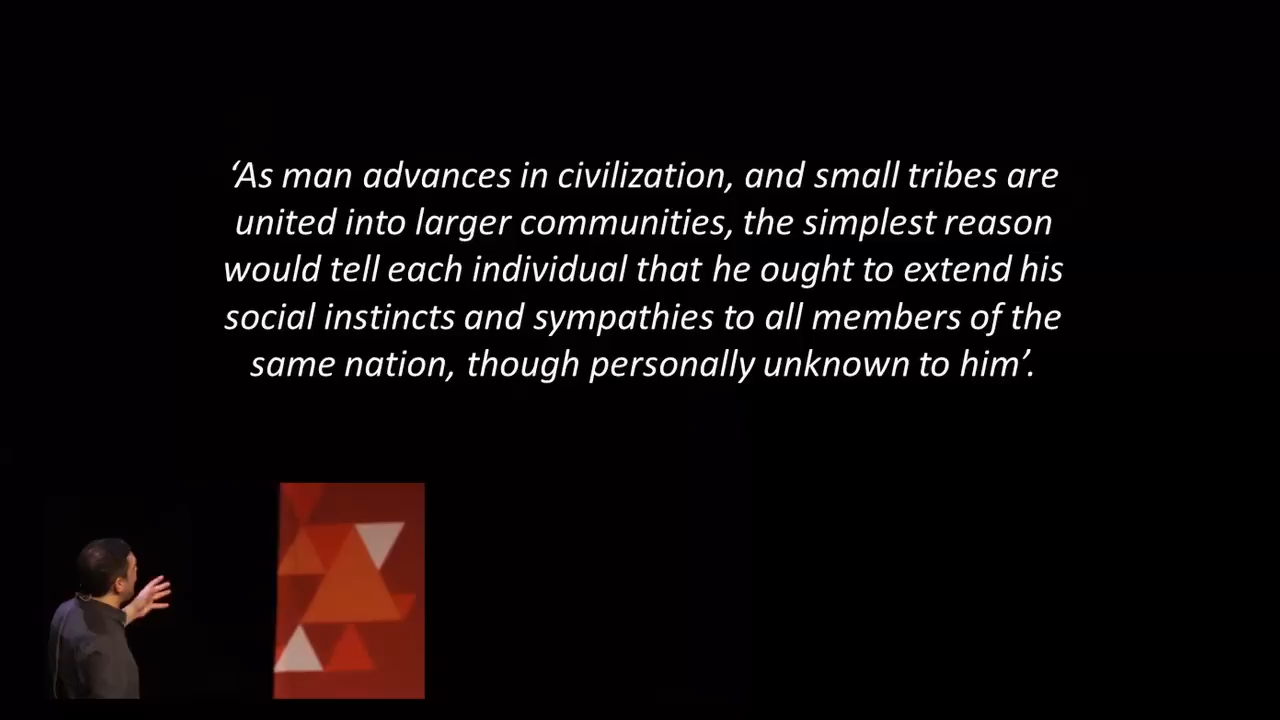 ‘As man advances in civilization, and small tribes are
united into larger communities, the simplest reason
would tell each individual that he ought to extend his
social instincts and sympathies to all members of the
same nation, though personally unknown to him’.